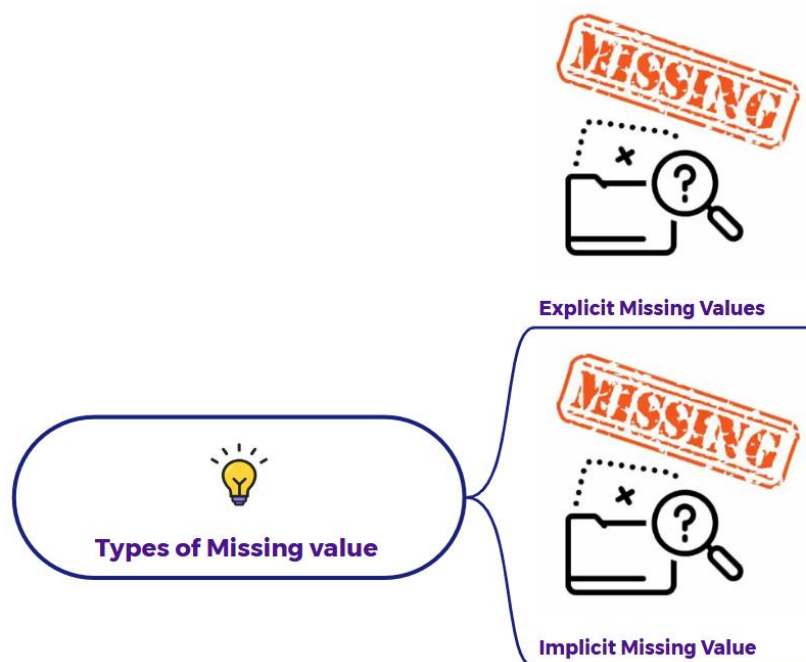 MISSING
Explicit Missing Values
MISSING
Types of Missing value
Implicit Missing Value